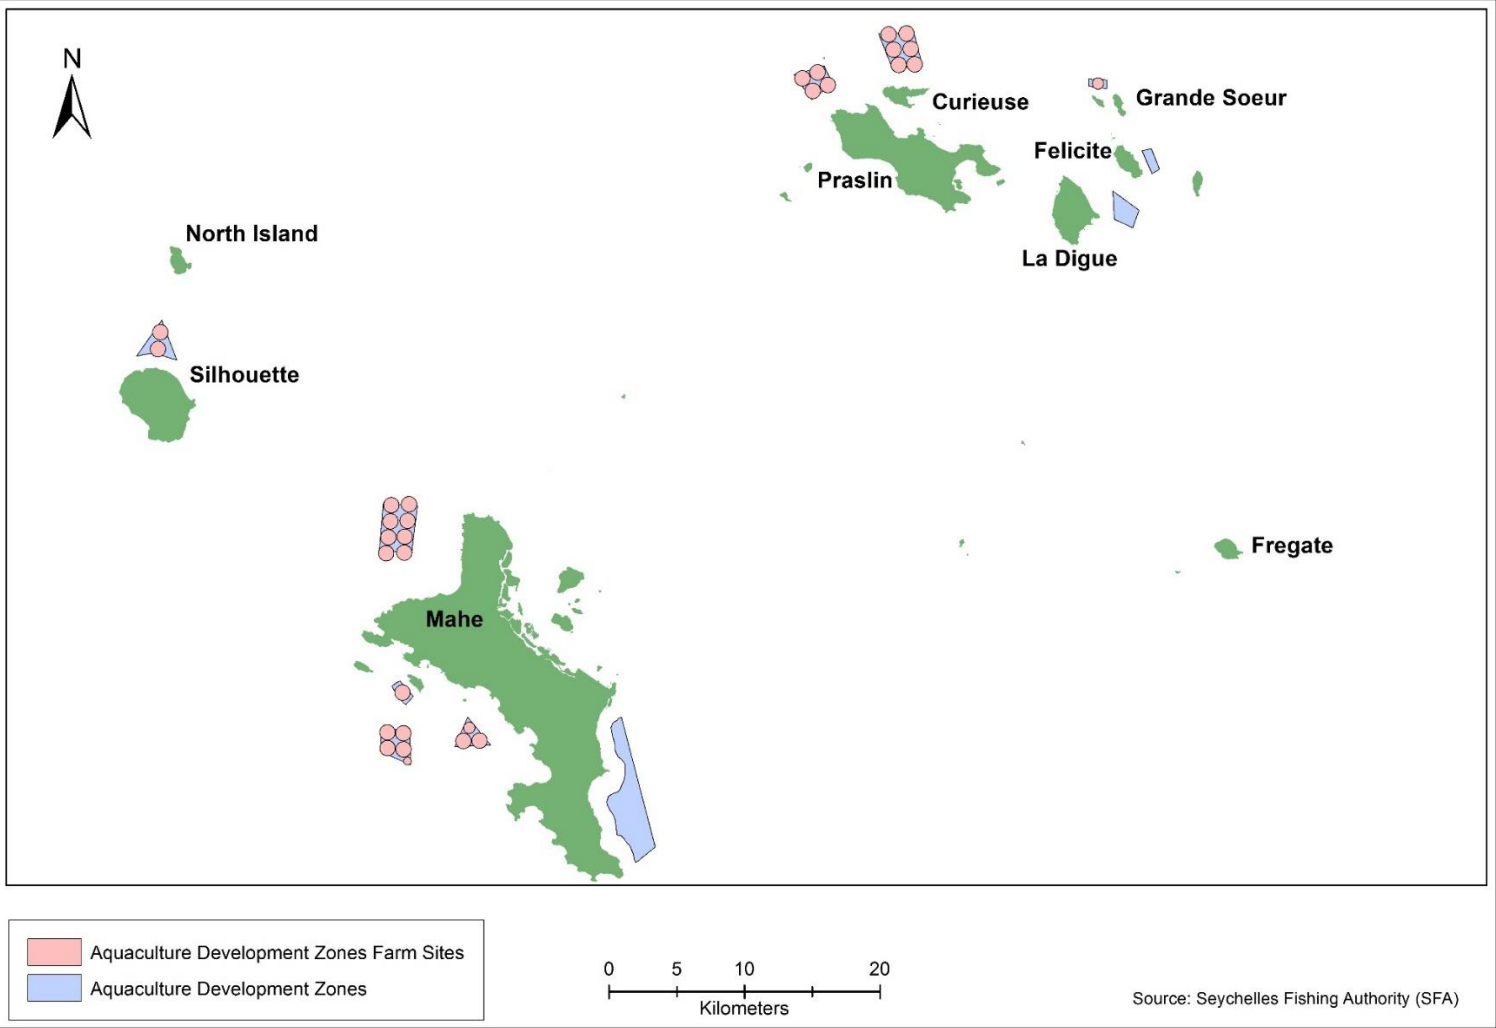 N
Curieuse
Grande Soeur
Felicite
Praslin
La Digue
North Island
Silhouette
Fregate
Mahe
Aquaculture Development Zones Farm Sites
Aquaculture Development Zones
0 5 10 20
Kilometers
Source: Seychelles Fishing Authority (SFA)